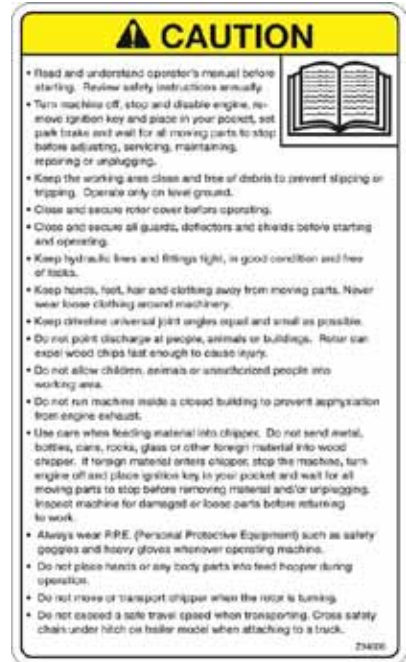 CAUTION
• Read and understand operator's manual before
starting. Review safety instructions annually.
• Turn machine off, stop and disable engine, re-
move ignition key and place in your pocket, set
park brake and wait for all moving parts to stop
before adjusting, servicing, maintaining,
repairing or unplugging.
• Keep the working area clean and free of debris to prevent slipping or
tripping. Operate only on level ground.
• Close and secure rotor cover before operating.
• Close and secure all guards, deflectors and shields before starting
and operating.
• Keep hydraulic lines and fittings tight, in good condition and free
of leaks.
• Keep hands, feet, hair and clothing away from moving parts. Never
wear loose clothing around machinery.
• Keep driveline universal joint angles equal and small as possible.
• Do not point discharge at people, animals or buildings. Rotor can
expel wood chips fast enough to cause injury.
• Do not allow children, animals or unauthorized people into
working area.
• Do not run machine inside a closed building to prevent asphyxiation
from engine exhaust.
• Use care when feeding material into chipper. Do not send metal,
bottles, cans, rocks, glass or other foreign material into wood
chipper. If foreign material enters chipper, stop the machine, turn
engine off and place ignition key in your pocket and wait for all
moving parts to stop before removing material and/or unplugging.
Inspect machine for damaged or loose parts before returning
to work.
• Always wear P.P.E. (Personal Protective Equipment) such as safety
goggles and heavy gloves whenever operating machine.
• Do not place hands or any body parts into feed hopper during
operation.
• Do not move or transport chipper when the rotor is turning.
• Do not exceed a safe travel speed when transporting. Cross safety
chain under hitch on trailer model when attaching to a truck.